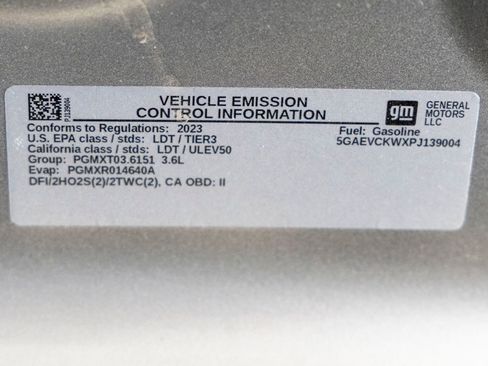 PJ139004
VEHICLE EMISSION
CONTROL INFORMATION
gm
GENERAL
MOTORS
LLC
Conforms to Regulations: 2023
U.S. EPA class / stds: LDT / TIER3
California class / stds: LDT / ULEV50
Group: PGMXT03.6151 3.6L
Evap: PGMXR014640A
DFI/2HO2S(2)/2TWC(2), CA OBD: II
Fuel: Gasoline
5GAEVCKWXPJ139004